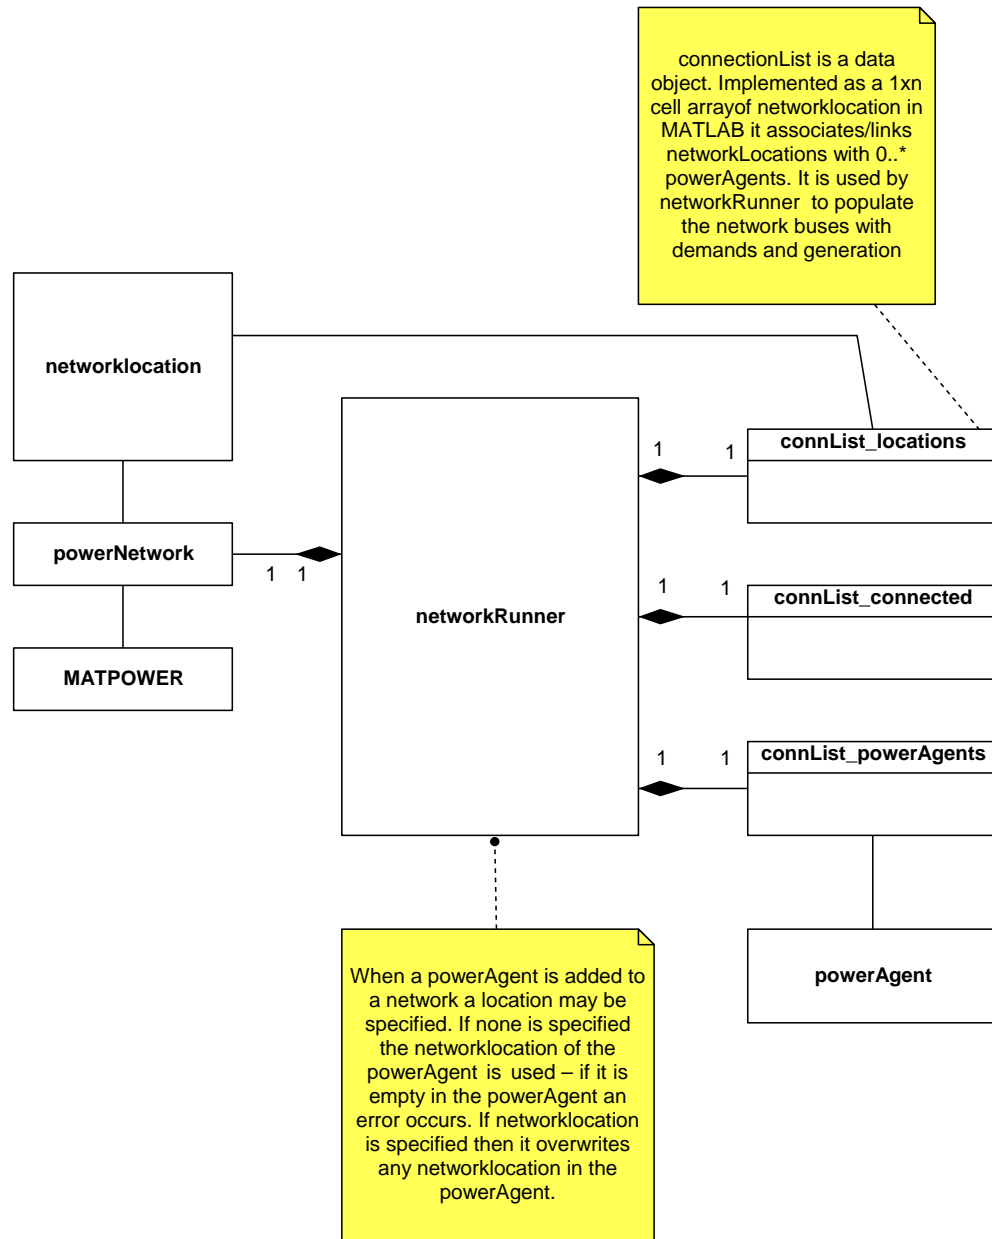 connectionList is a data
object. Implemented as a 1xn
cell arrayof networklocation in
MATLAB it associates/links
networkLocations with 0..*
powerAgents. It is used by
networkRunner to populate
the network buses with
demands and generation
networklocation
connList_locations
1
1
powerNetwork
1
1
networkRunner
1
1
connList_connected
MATPOWER
1
1
connList_powerAgents
powerAgent
When a powerAgent is added to
a network a location may be
specified. If none is specified
the networklocation of the
powerAgent is used – if it is
empty in the powerAgent an
error occurs. If networklocation
is specified then it overwrites
any networklocation in the
powerAgent.